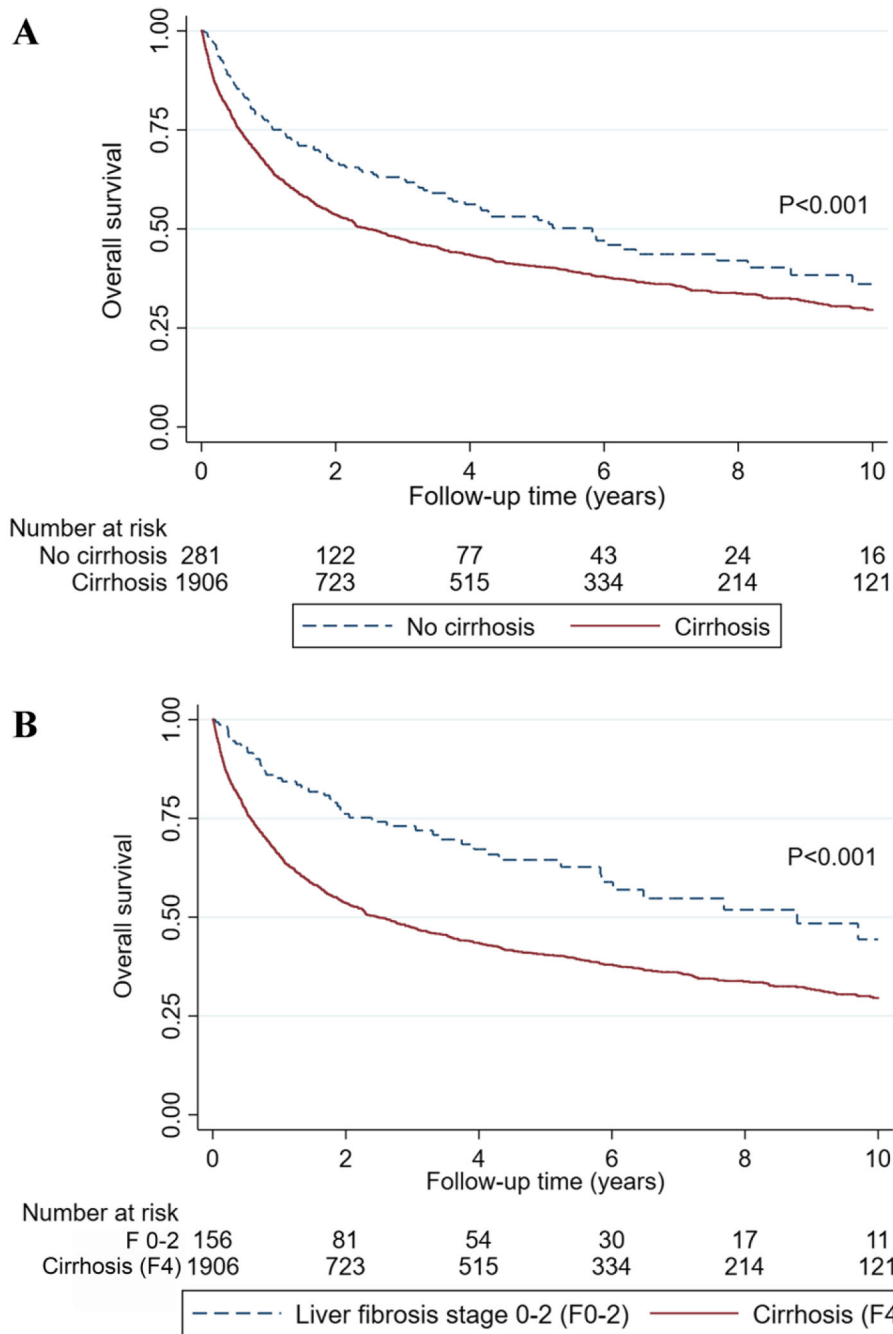 A
Overall survival
1.00
0.75
0.50
0.25
0.00
P<0.001
0 2 4 6 8 10
Follow-up time (years)
Number at risk
No cirrhosis 281 122 77 43 24 16
Cirrhosis 1906 723 515 334 214 121
No cirrhosis Cirrhosis
B
Overall survival
1.00
0.75
0.50
0.25
0.00
P<0.001
0 2 4 6 8 10
Follow-up time (years)
Number at risk
F 0-2 156 81 54 30 17 11
Cirrhosis (F4) 1906 723 515 334 214 121
Liver fibrosis stage 0-2 (F0-2) Cirrhosis (F4